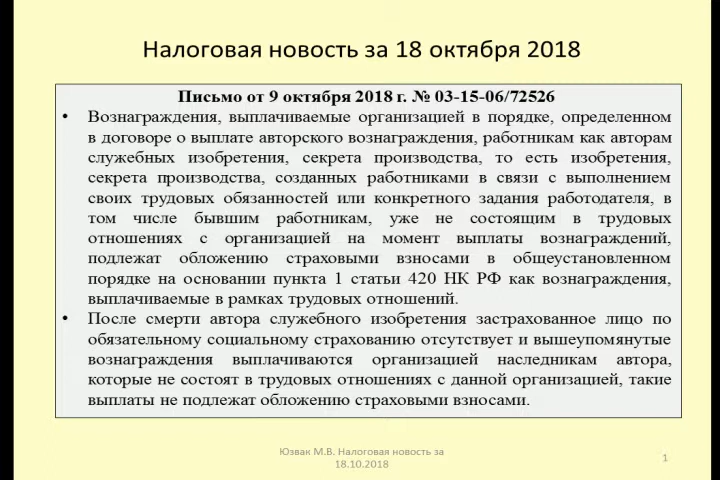 Налоговая новость за 18 октября 2018
Письмо от 9 октября 2018 г. № 03-15-06/72526
• Вознаграждения, выплачиваемые организацией в порядке, определенном
в договоре о выплате авторского вознаграждения, работникам как авторам
служебных изобретения, секрета производства, то есть изобретения,
секрета производства, созданных работниками в связи с выполнением
своих трудовых обязанностей или конкретного задания работодателя, в
том числе бывшим работникам, уже не состоящим в трудовых
отношениях с организацией на момент выплаты вознаграждений,
подлежат обложению страховыми взносами в общеустановленном
порядке на основании пункта 1 статьи 420 НК РФ как вознаграждения,
выплачиваемые в рамках трудовых отношений.
• После смерти автора служебного изобретения застрахованное лицо по
обязательному социальному страхованию отсутствует и вышеупомянутые
вознаграждения выплачиваются организацией наследникам автора,
которые не состоят в трудовых отношениях с данной организацией, такие
выплаты не подлежат обложению страховыми взносами.
Юзвак М.В. Налоговая новость за
18.10.2018
1